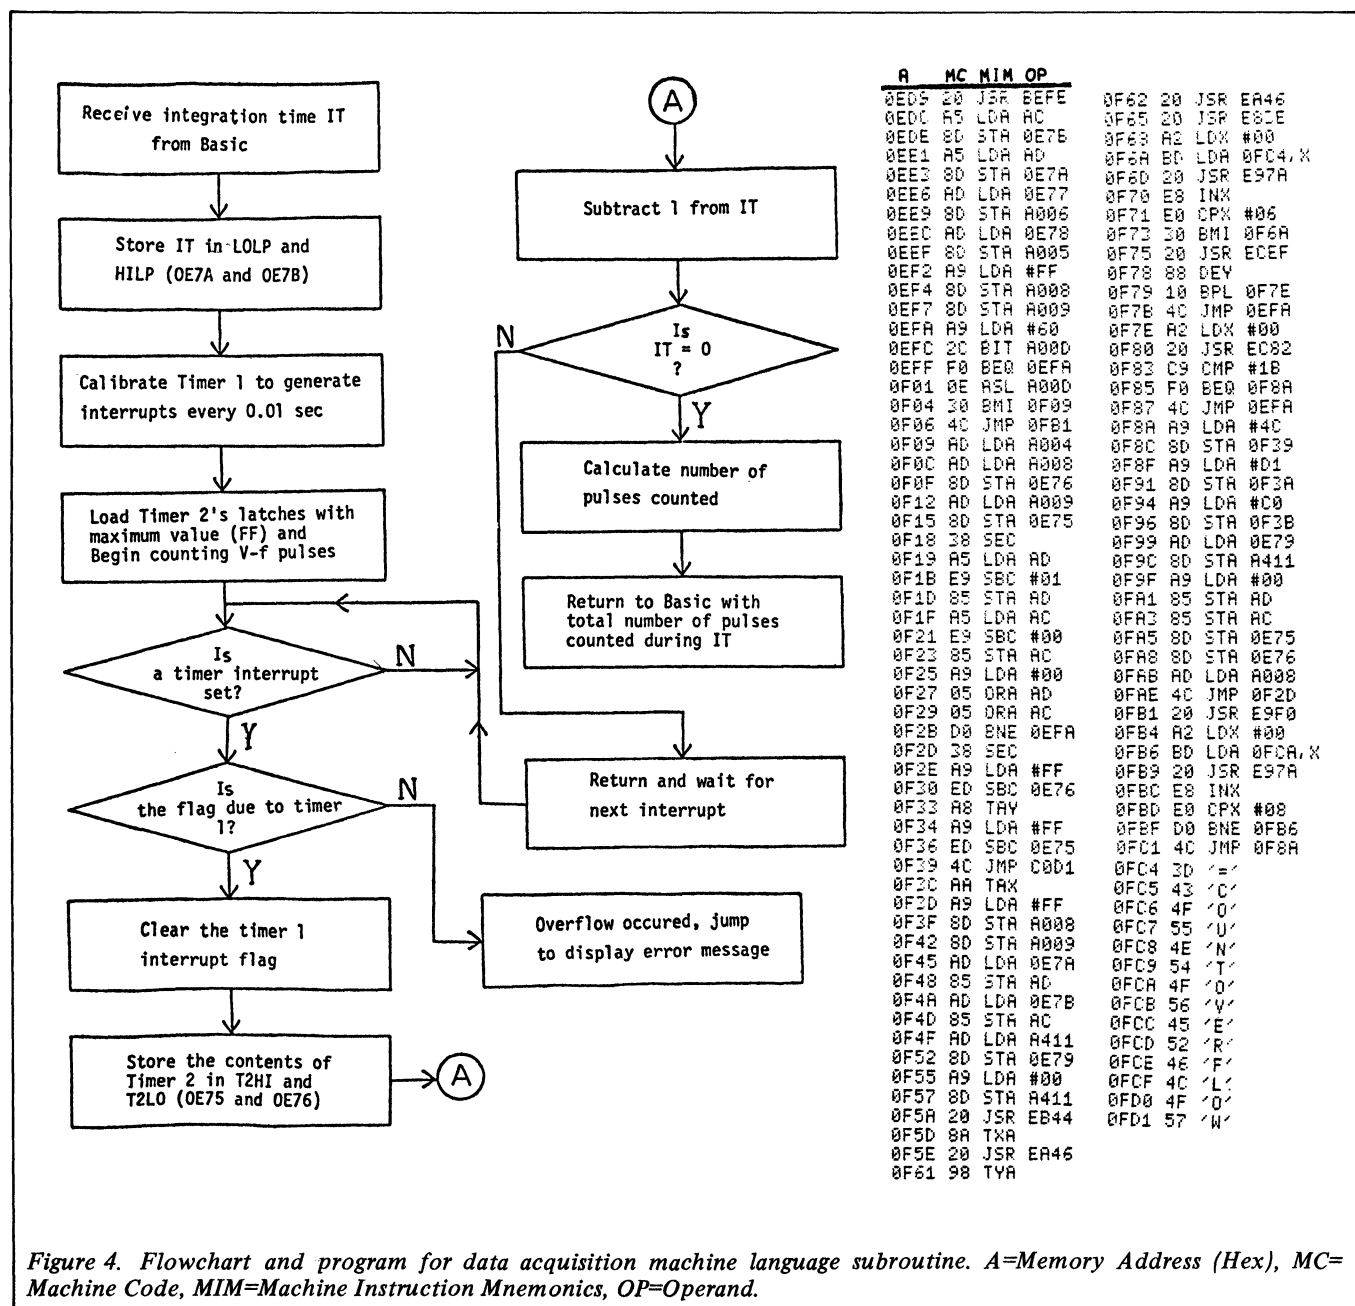 Receive integration time IT
from Basic
Store IT in LOLP and
HILP (OE7A and OE7B)
Calibrate Timer 1 to generate
interrupts every 0.01 sec
Load Timer 2's latches with
maximum value (FF) and
Begin counting V-f pulses
Is
a timer interrupt
set?
N
Y
Is
the flag due to timer
1?
N
Y
Clear the timer 1
interrupt flag
Store the contents of
Timer 2 in T2HI and
T2LO (OE75 and OE76)
A
A
Subtract 1 from IT
Is
IT = 0
?
N
Y
Calculate number of
pulses counted
Return to Basic with
total number of pulses
counted during IT
Return and wait for
next interrupt
Overflow occured, jump
to display error message
A MC MIM OP
0ED9 20 JSR BEFE
0EDC A5 LDA AC
0EDE 8D STA 0E7B
0EE1 A5 LDA AD
0EE3 8D STA 0E7A
0EE6 AD LDA 0E77
0EE9 8D STA A006
0EEC AD LDA 0E78
0EEF 8D STA A005
0EF2 A9 LDA #FF
0EF4 8D STA A008
0EF7 8D STA A009
0EFA A9 LDA #60
0EFC 2C BIT A00D
0EFF F0 BEQ 0EFA
0F01 0E ASL A00D
0F04 30 BMI 0F09
0F06 4C JMP 0FB1
0F09 AD LDA A004
0F0C AD LDA A008
0F0F 8D STA 0E76
0F12 AD LDA A009
0F15 8D STA 0E75
0F18 38 SEC
0F19 A5 LDA AD
0F1B E9 SBC #01
0F1D 85 STA AD
0F1F A5 LDA AC
0F21 E9 SBC #00
0F23 85 STA AC
0F25 A9 LDA #00
0F27 05 ORA AD
0F29 05 ORA AC
0F2B D0 BNE 0EFA
0F2D 38 SEC
0F2E A9 LDA #FF
0F30 ED SBC 0E76
0F33 A8 TAY
0F34 A9 LDA #FF
0F36 ED SBC 0E75
0F39 4C JMP C0D1
0F3C AA TAX
0F3D A9 LDA #FF
0F3F 8D STA A008
0F42 8D STA A009
0F45 AD LDA 0E7A
0F48 85 STA AD
0F4A AD LDA 0E7B
0F4D 85 STA AC
0F4F AD LDA A411
0F52 8D STA 0E79
0F55 A9 LDA #00
0F57 8D STA A411
0F5A 20 JSR EB44
0F5D 8A TXA
0F5E 20 JSR EA46
0F61 98 TYA
0F62 20 JSR EA46
0F65 20 JSR E83E
0F68 A2 LDX #00
0F6A BD LDA 0FC4,X
0F6D 20 JSR E97A
0F70 E8 INX
0F71 E0 CPX #06
0F73 30 BMI 0F6A
0F75 20 JSR ECEF
0F78 88 DEY
0F79 10 BPL 0F7E
0F7B 4C JMP 0EFA
0F7E A2 LDX #00
0F80 20 JSR EC82
0F83 C9 CMP #1B
0F85 F0 BEQ 0F8A
0F87 4C JMP 0EFA
0F8A A9 LDA #4C
0F8C 8D STA 0F39
0F8F A9 LDA #D1
0F91 8D STA 0F3A
0F94 A9 LDA #C0
0F96 8D STA 0F3B
0F99 AD LDA 0E79
0F9C 8D STA A411
0F9F A9 LDA #00
0FA1 85 STA AD
0FA3 85 STA AC
0FA5 8D STA 0E75
0FA8 8D STA 0E76
0FAB AD LDA A008
0FAE 4C JMP 0F2D
0FB1 20 JSR E9F0
0FB4 A2 LDX #00
0FB6 BD LDA 0FCA,X
0FB9 20 JSR E97A
0FBC E8 INX
0FBD E0 CPX #08
0FBF D0 BNE 0FB6
0FC1 4C JMP 0F8A
0FC4 3D '='
0FC5 43 'C'
0FC6 4F 'O'
0FC7 55 'U'
0FC8 4E 'N'
0FC9 54 'T'
0FCA 4F 'O'
0FCB 56 'V'
0FCC 45 'E'
0FCD 52 'R'
0FCE 46 'F'
0FCF 4C 'L'
0FD0 4F 'O'
0FD1 57 'W'
Figure 4. Flowchart and program for data acquisition machine language subroutine. A=Memory Address (Hex), MC=
Machine Code, MIM=Machine Instruction Mnemonics, OP=Operand.